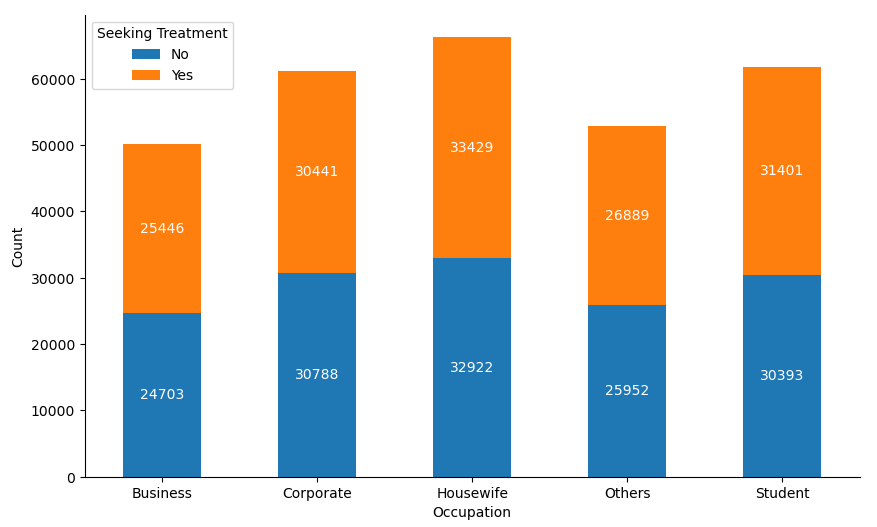 Seeking Treatment
No
Yes
60000
50000
40000
30000
20000
10000
0
Count
33429
30441
31401
26889
25446
32922
30788
30393
25952
24703
Business
Corporate
Housewife
Others
Student
Occupation